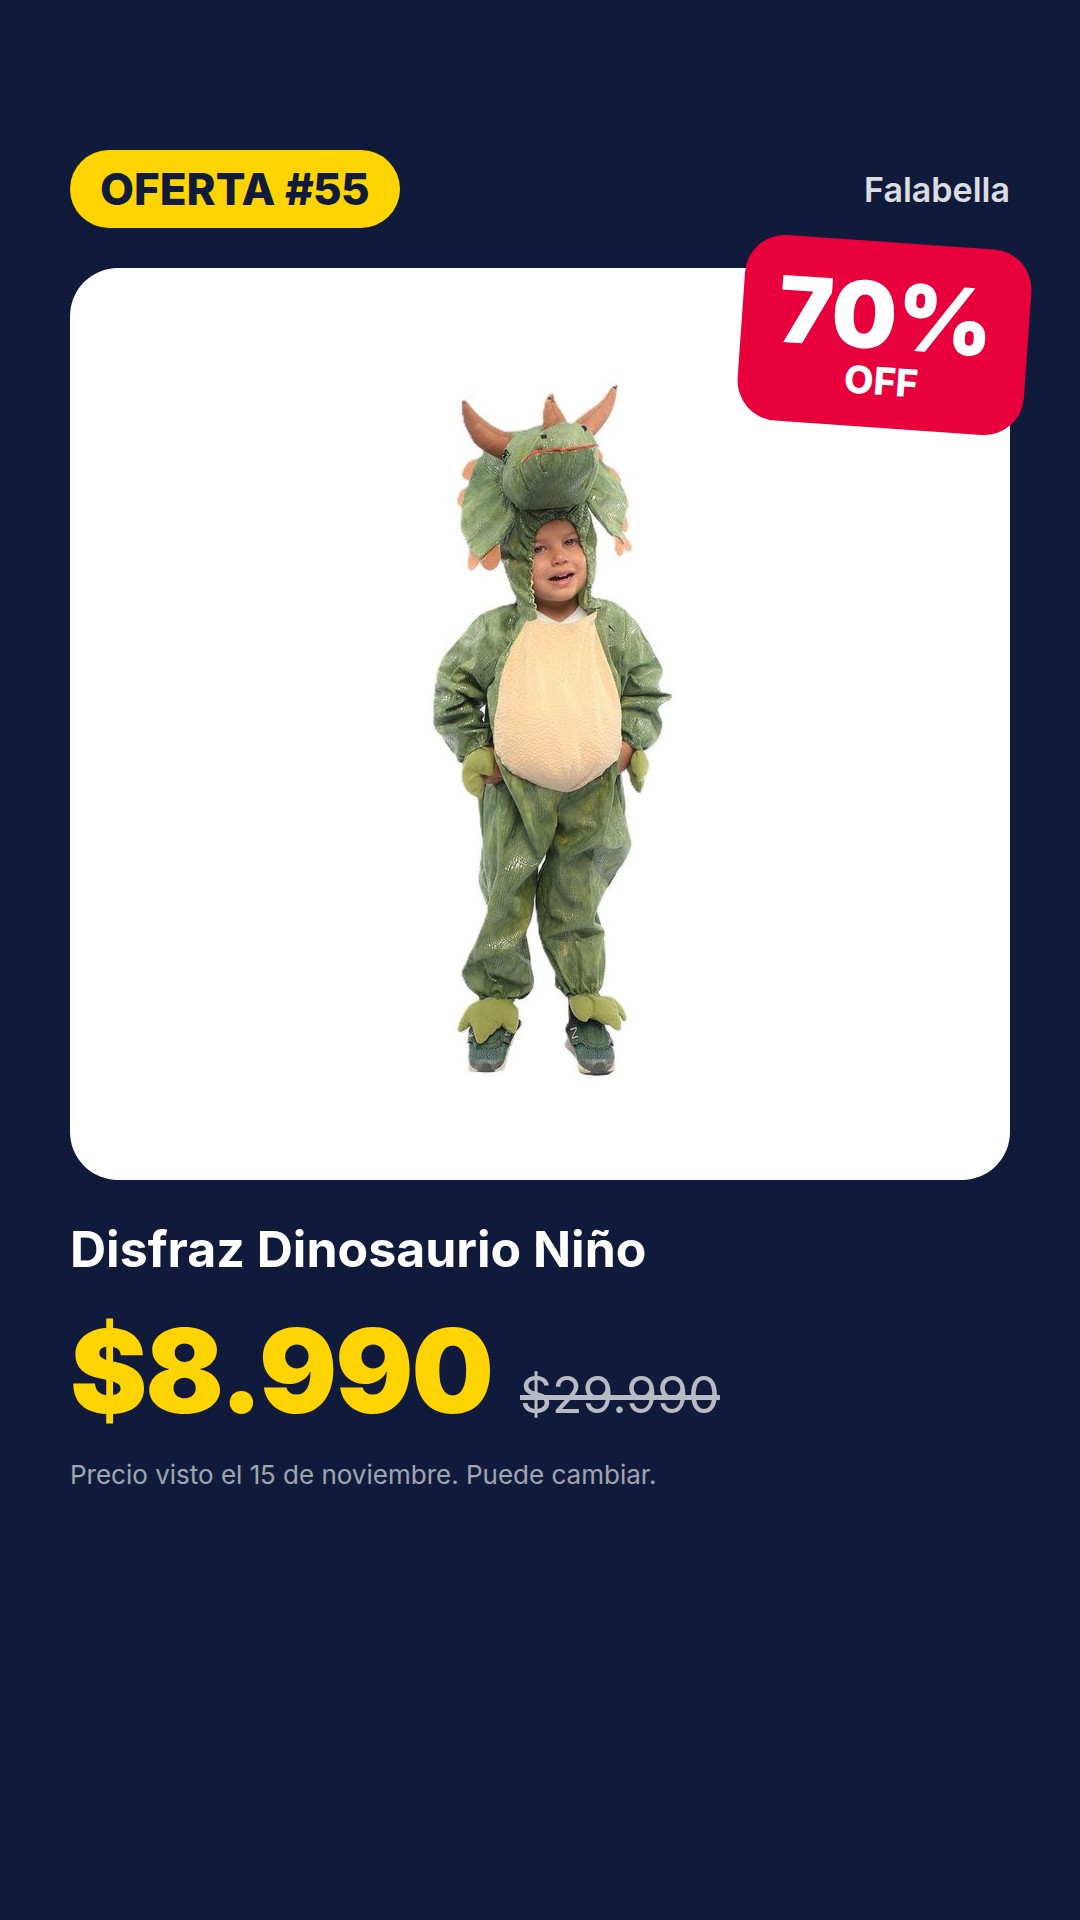 OFERTA #55
Falabella
70%
OFF
Disfraz Dinosaurio Niño
$8.990 $29.990
Precio visto el 15 de noviembre. Puede cambiar.